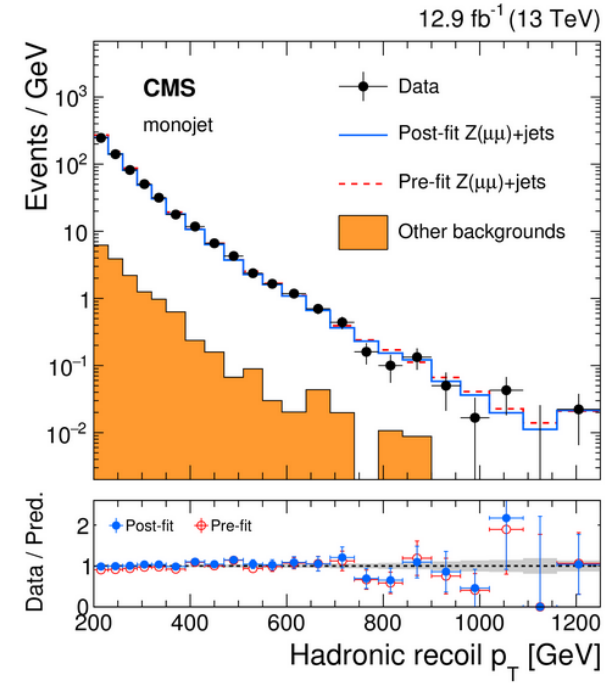 12.9 fb⁻¹ (13 TeV)
Events / GeV
10³
10²
10
1
10⁻¹
10⁻²
CMS
monojet
Data
Post-fit Z(μμ)+jets
Pre-fit Z(μμ)+jets
Other backgrounds
Data / Pred.
2
1
0
Post-fit
Pre-fit
200 400 600 800 1000 1200
Hadronic recoil p_T [GeV]